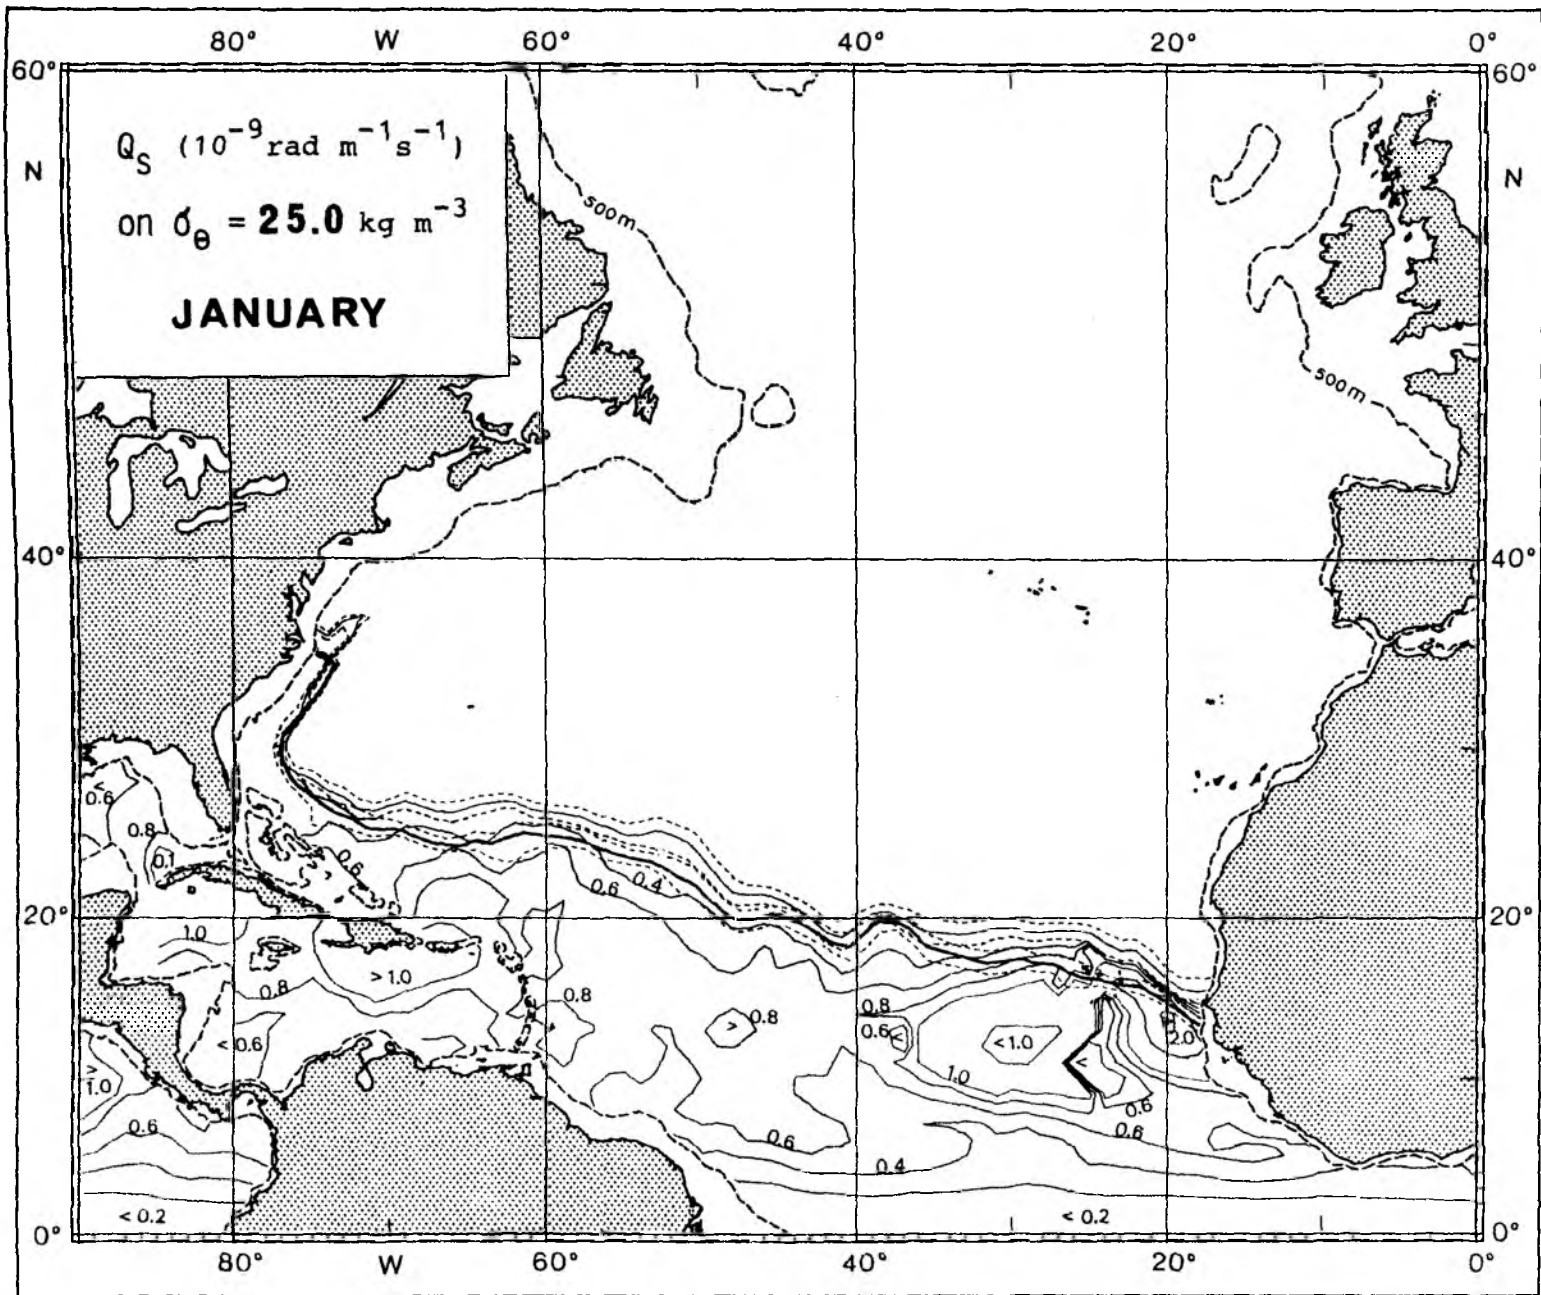 80° W 60° 40° 20° 0°
60° 60°
Q_S (10⁻⁹ rad m⁻¹ s⁻¹)
N N
on σ_θ = 25.0 kg m⁻³
500m
JANUARY
500m
40° 40°
<
0.6
0.8
0.1
0.6
0.6 0.4
20° 20°
1.0
> 1.0
0.8 0.8 0.8 0.8
> 0.6 < < 1.0 2.0
< 0.6
>
1.0 1.0 <
0.6
0.6 0.6 0.6
0.4
< 0.2 < 0.2
0° 0°
80° W 60° 40° 20° 0°